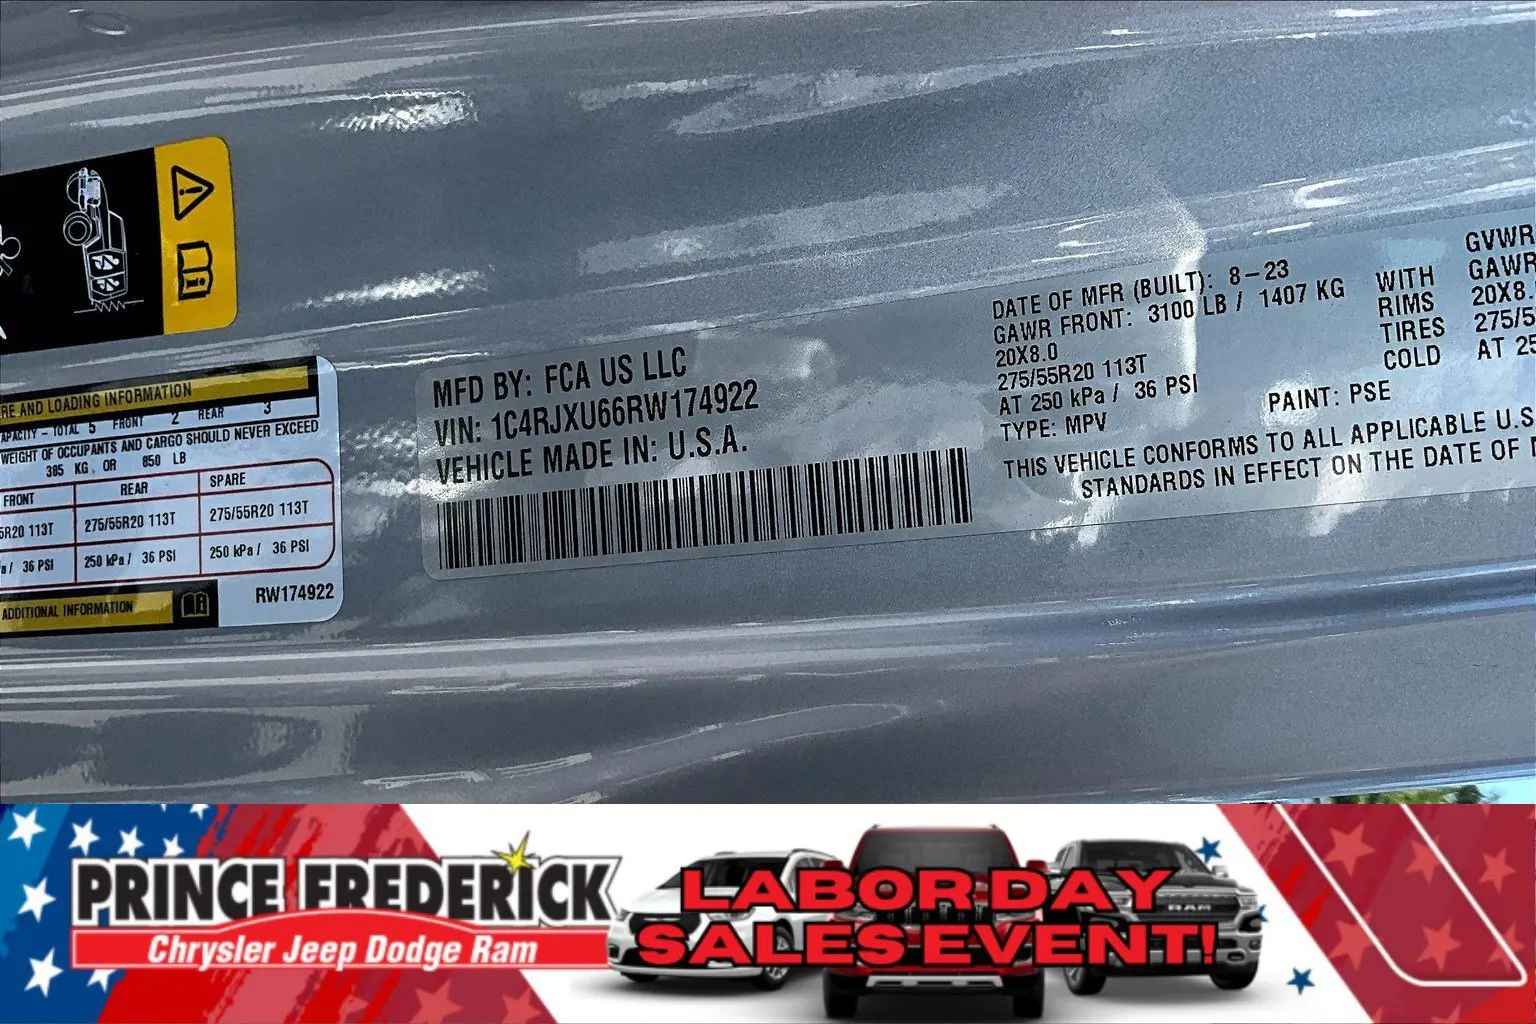 RE AND LOADING INFORMATION
APACITY - TOTAL 5 FRONT 2 REAR 3
WEIGHT OF OCCUPANTS AND CARGO SHOULD NEVER EXCEED
385 KG OR 850 LB
FRONT REAR SPARE
5R20 113T 275/55R20 113T 275/55R20 113T
a / 36 PSI 250 kPa / 36 PSI 250 kPa / 36 PSI
ADDITIONAL INFORMATION
RW174922
MFD BY: FCA US LLC
VIN: 1C4RJXU66RW174922
VEHICLE MADE IN: U.S.A.
DATE OF MFR (BUILT): 8-23
GAWR FRONT: 3100 LB / 1407 KG
20X8.0
275/55R20 113T
AT 250 kPa / 36 PSI
TYPE: MPV
WITH
RIMS
TIRES
COLD
GVWR
GAWR
20X8.
275/5
AT 25
PAINT: PSE
THIS VEHICLE CONFORMS TO ALL APPLICABLE U.S
STANDARDS IN EFFECT ON THE DATE OF
PRINCE FREDERICK
Chrysler Jeep Dodge Ram
LABOR DAY
SALES EVENT!
RAM